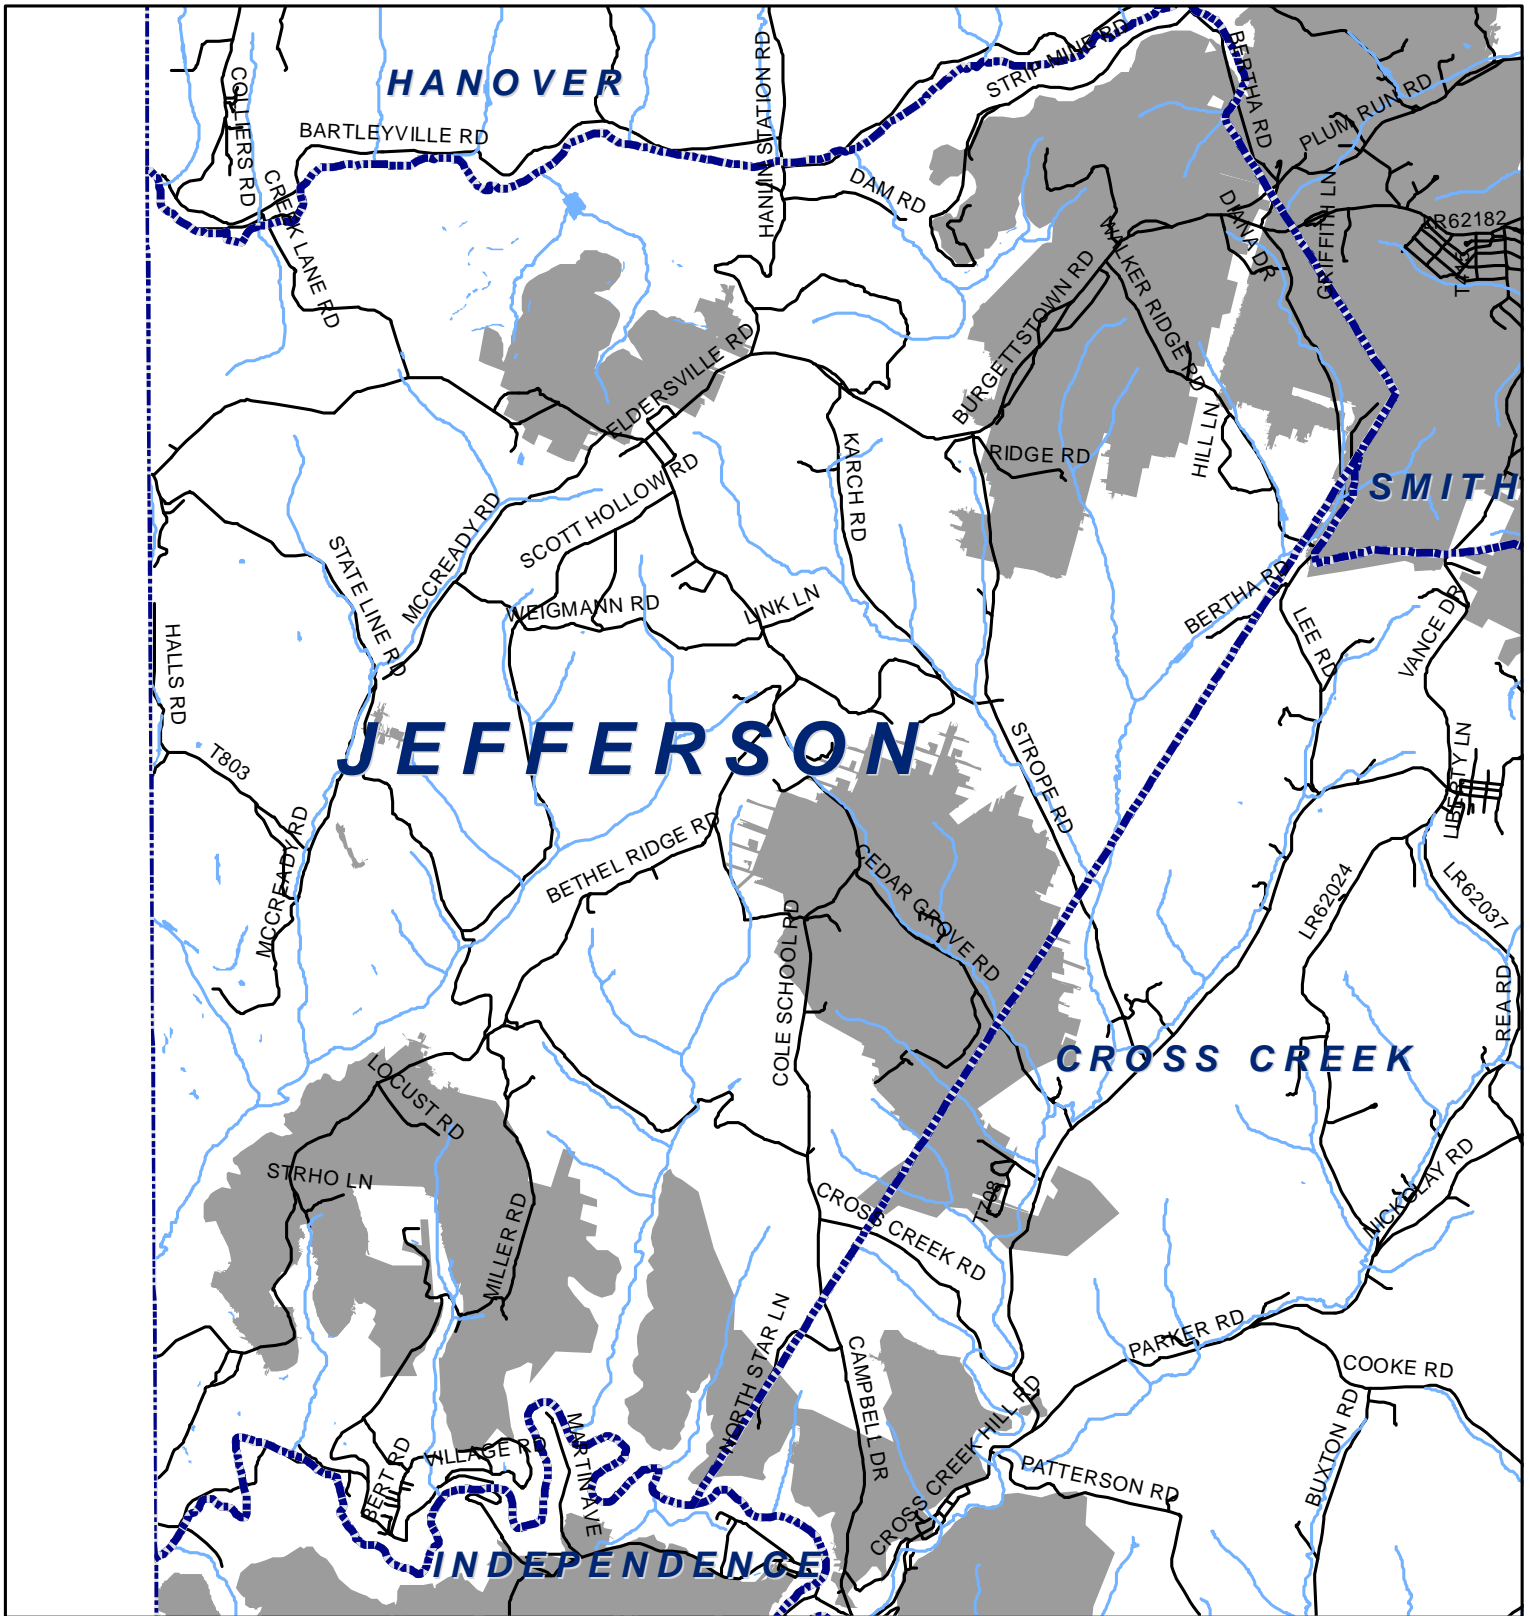 HANOVER
STRIP MINE RD
BERTHA RD
COLLIERS RD
BARTLEYVILLE RD
HANLIN STATION RD
PLUM RUN RD
CREEK LANE RD
DAM RD
DIANA DR
GRIFFITH LN
LR62182
WALKER RIDGE RD
BURGETTSTOWN RD
ELDERSVILLE RD
KARCH RD
RIDGE RD
HILL LN
SMITH
SCOTT HOLLOW RD
MCCREADY RD
STATE LINE RD
WEIGMANN RD
LINK LN
BERTHA RD
LEE RD
VANCE DR
HALLS RD
JEFFERSON
T803
STROPE RD
LIBERTY LN
MCCREADY RD
BETHEL RIDGE RD
CEDAR GROVE RD
LR62024
LR62037
COLE SCHOOL RD
REA RD
CROSS CREEK
LOCUST RD
STRHO LN
MILLER RD
T708
NICKOLAY RD
CROSS CREEK RD
NORTH STAR LN
CAMPBELL DR
PARKER RD
COOKE RD
BUXTON RD
MARTIN AVE
VILLAGE RD
BERT RD
CROSS CREEK HILL RD
PATTERSON RD
INDEPENDENCE